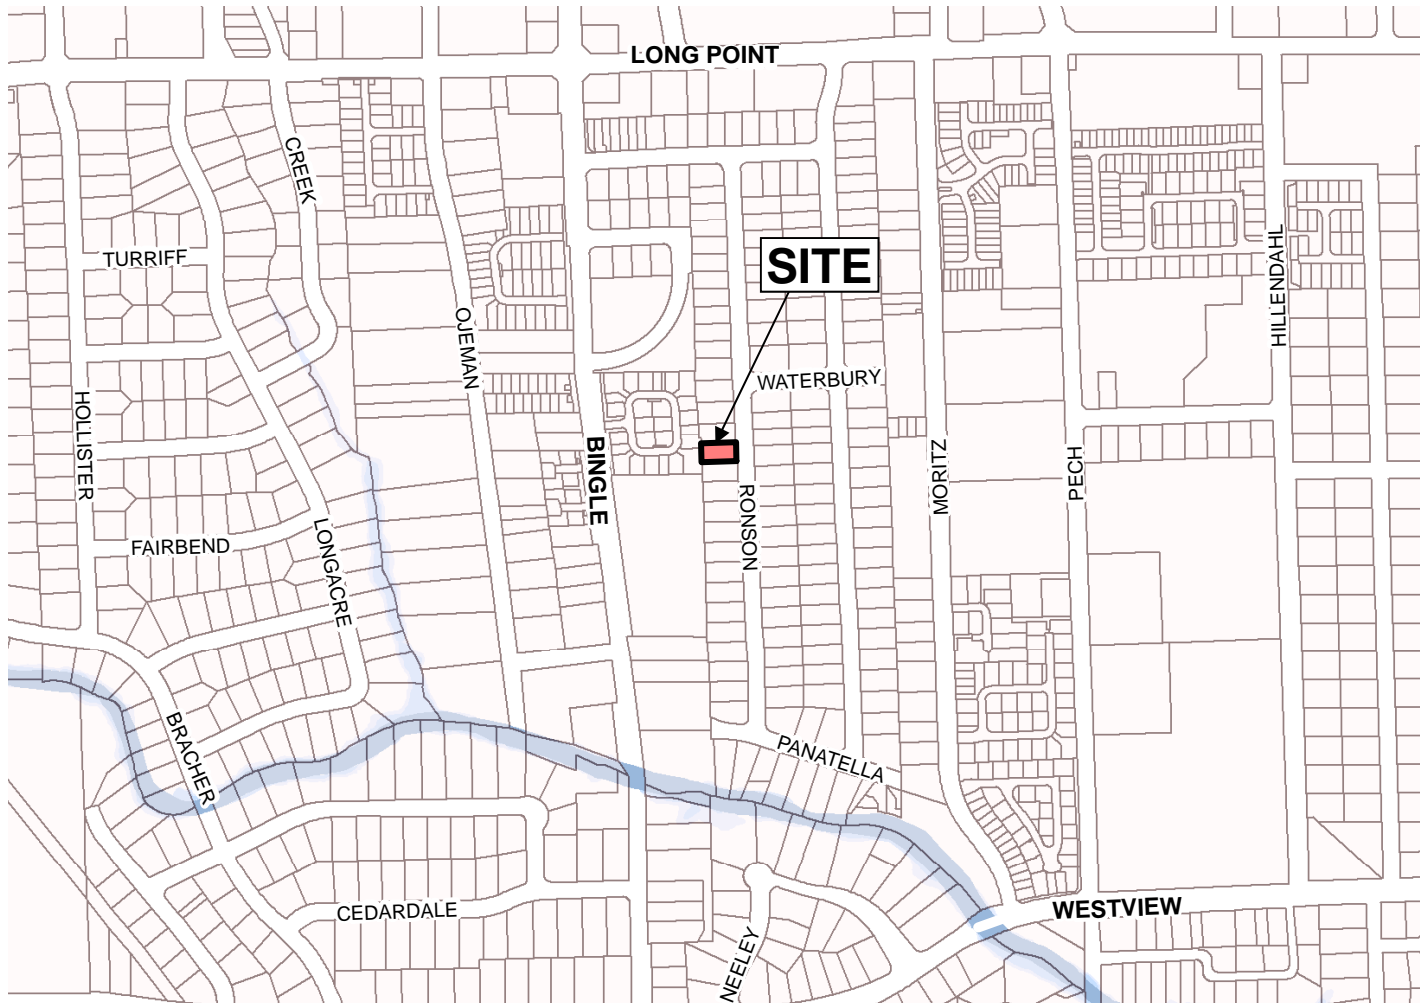 LONG POINT
CREEK
TURRIFF
SITE
HILLENDAHL
OJEMAN
WATERBURY
HOLLISTER
BINGLE
MORITZ
PECH
RONSON
FAIRBEND
LONGACRE
BRACHER
PANATELLA
CEDARDALE
WESTVIEW
NEELEY